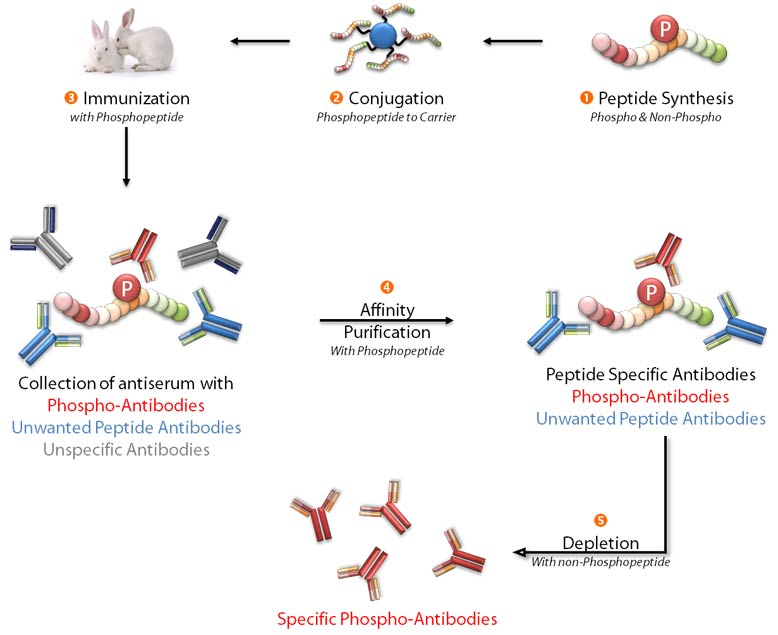 P
❸ Immunization
with Phosphopeptide
❷ Conjugation
Phosphopeptide to Carrier
❶ Peptide Synthesis
Phospho & Non-Phospho
P
Collection of antiserum with
Phospho-Antibodies
Unwanted Peptide Antibodies
Unspecific Antibodies
❹
Affinity
Purification
With Phosphopeptide
P
Peptide Specific Antibodies
Phospho-Antibodies
Unwanted Peptide Antibodies
❺
Depletion
With non-Phosphopeptide
Specific Phospho-Antibodies